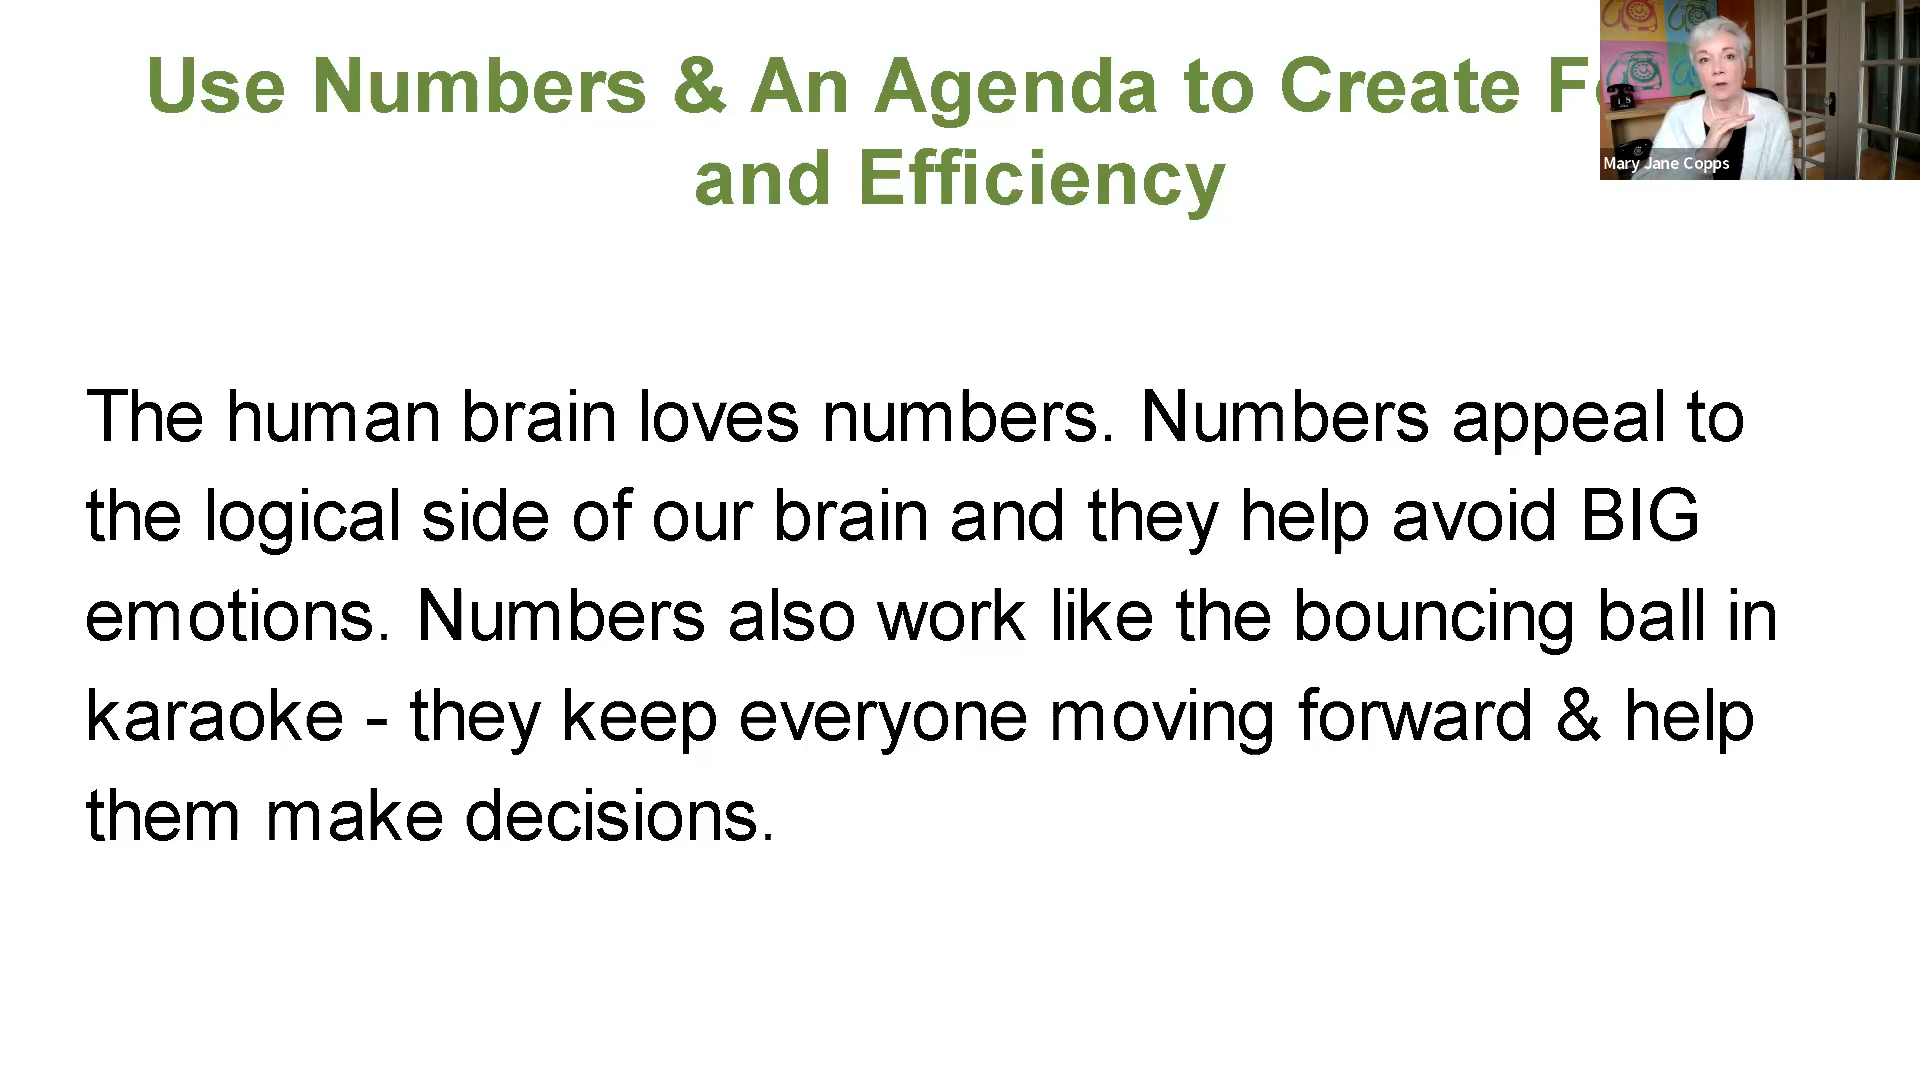 Use Numbers & An Agenda to Create
and Efficiency
Mary Jane Copps
The human brain loves numbers. Numbers appeal to
the logical side of our brain and they help avoid BIG
emotions. Numbers also work like the bouncing ball in
karaoke - they keep everyone moving forward & help
them make decisions.